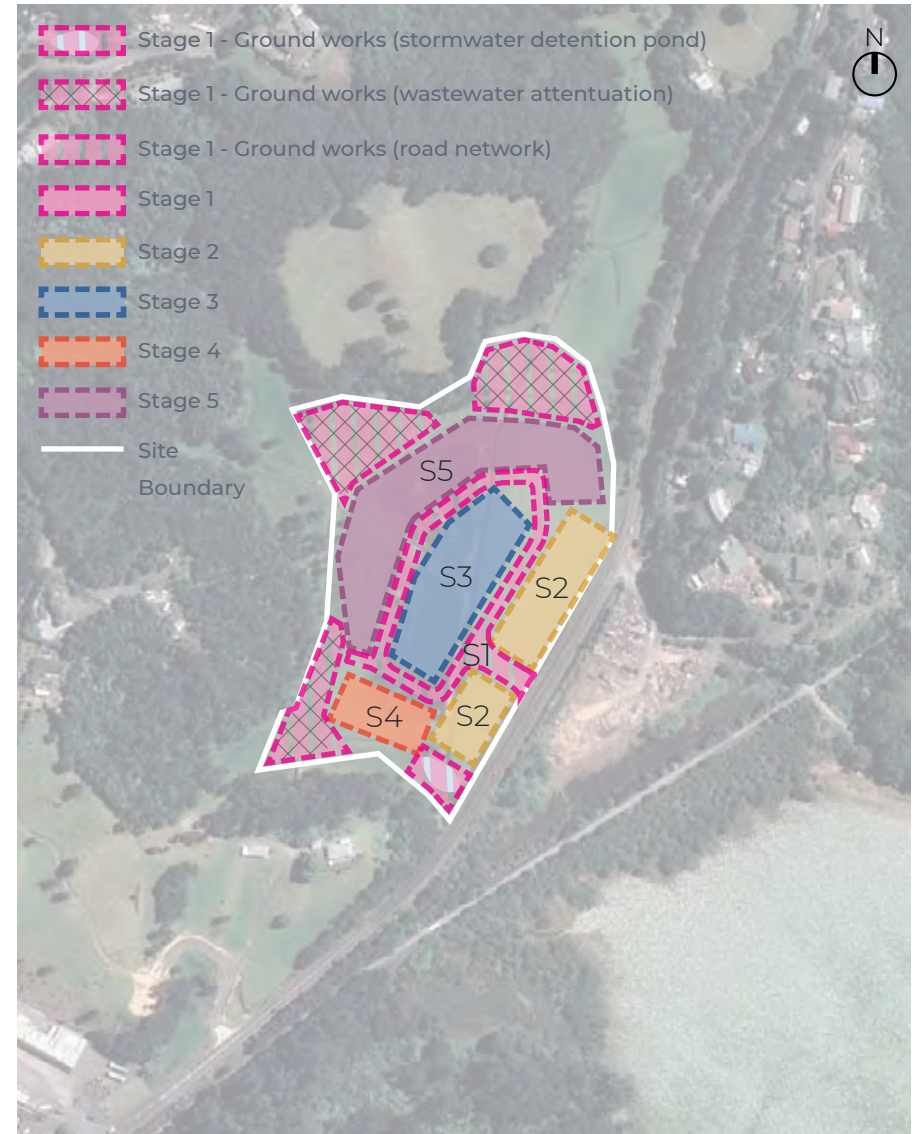 Stage 1 - Ground works (stormwater detention pond)
N
Stage 1 - Ground works (wastewater attentuation)
Stage 1 - Ground works (road network)
Stage 1
Stage 2
Stage 3
Stage 4
Stage 5
Site
Boundary
S5
S3
S2
S1
S4
S2